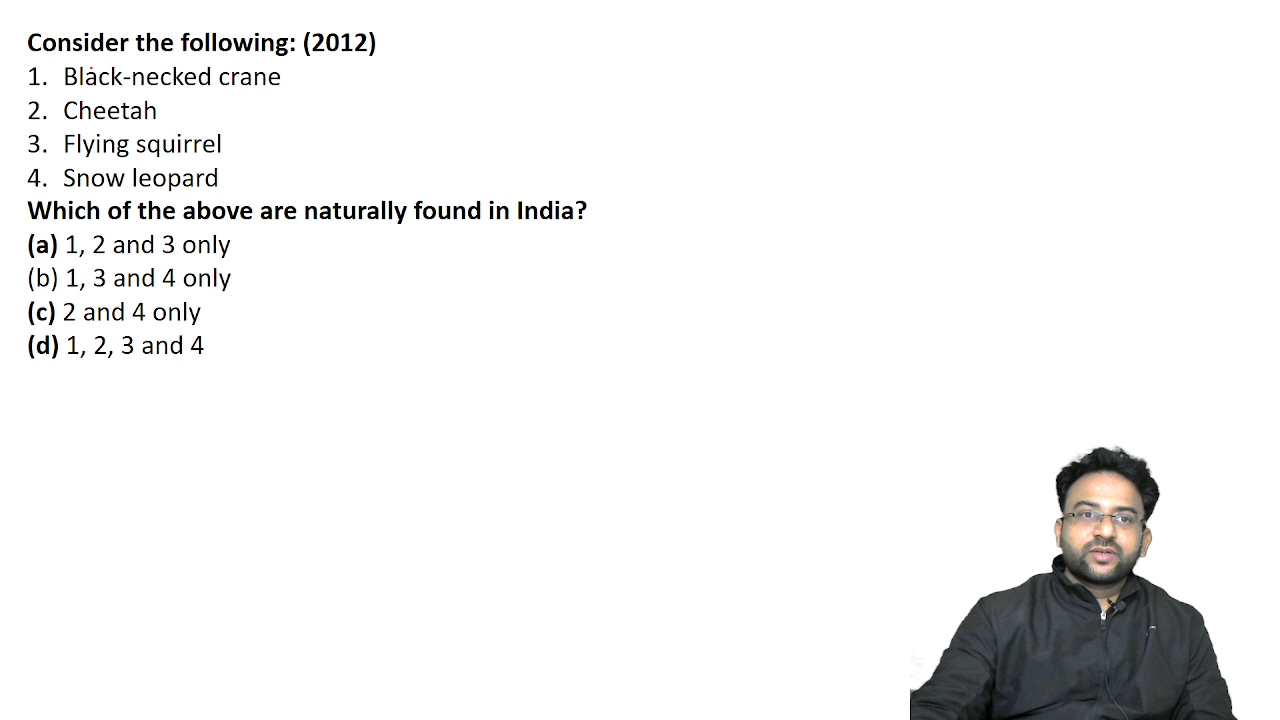 Consider the following: (2012)
1. Black-necked crane
2. Cheetah
3. Flying squirrel
4. Snow leopard
Which of the above are naturally found in India?
(a) 1, 2 and 3 only
(b) 1, 3 and 4 only
(c) 2 and 4 only
(d) 1, 2, 3 and 4